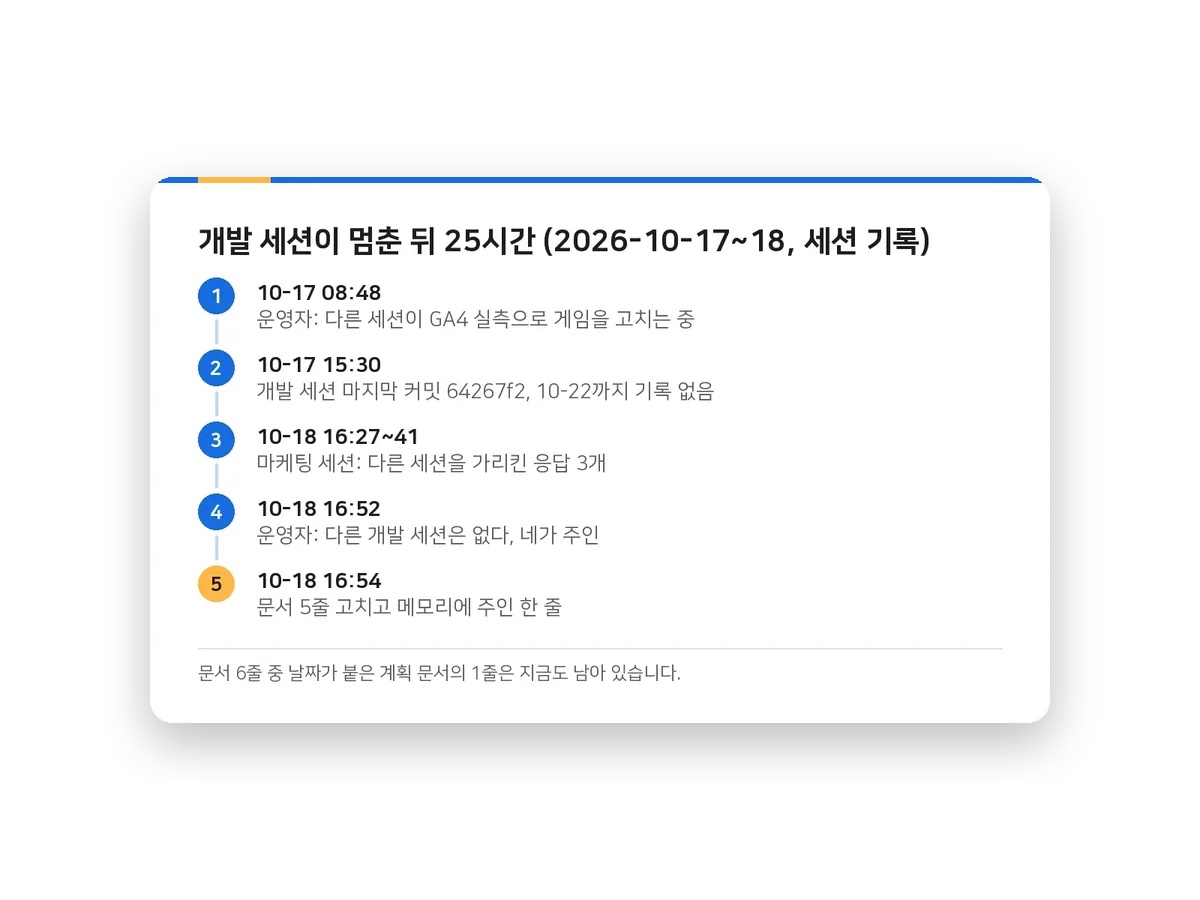 개발 세션이 멈춘 뒤 25시간 (2026-10-17~18, 세션 기록)
1
10-17 08:48
운영자: 다른 세션이 GA4 실측으로 게임을 고치는 중
2
10-17 15:30
개발 세션 마지막 커밋 64267f2, 10-22까지 기록 없음
3
10-18 16:27~41
마케팅 세션: 다른 세션을 가리킨 응답 3개
4
10-18 16:52
운영자: 다른 개발 세션은 없다, 네가 주인
5
10-18 16:54
문서 5줄 고치고 메모리에 주인 한 줄
문서 6줄 중 날짜가 붙은 계획 문서의 1줄은 지금도 남아 있습니다.